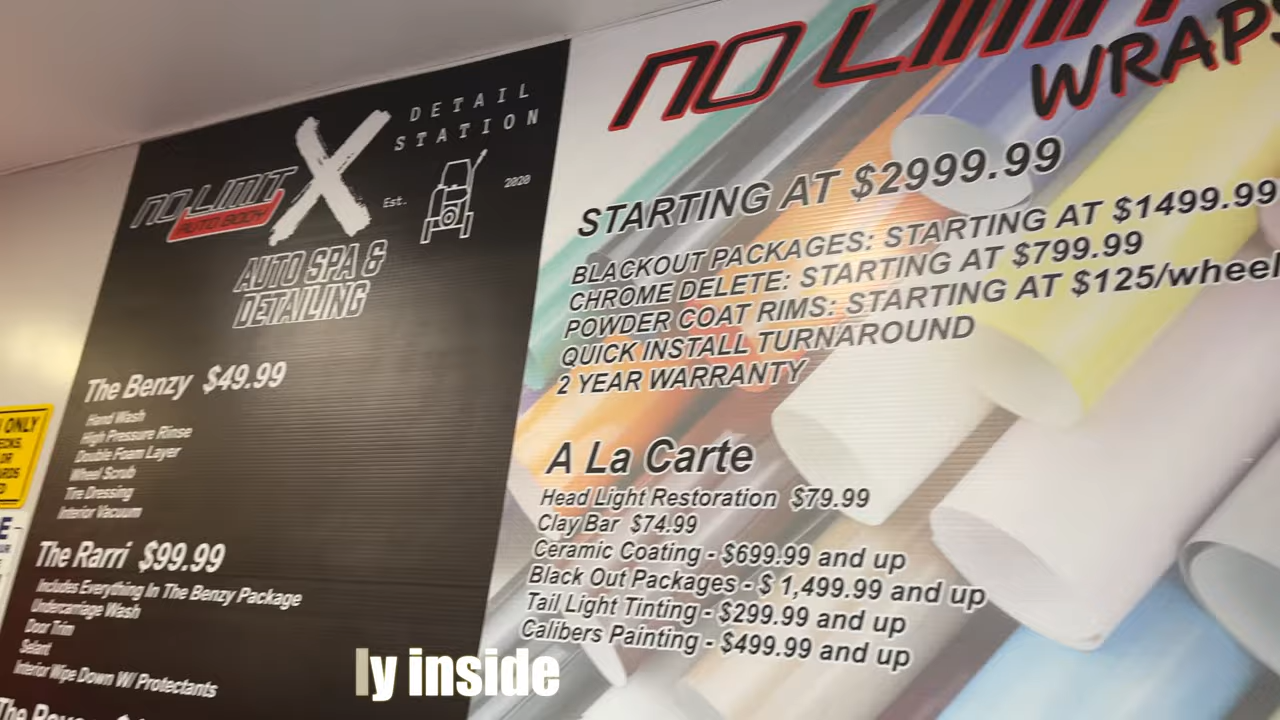 DETAIL
STATION
NO LIMIT X
AUTO BODY
Est.
2020
AUTO SPA &
DETAILING
The Benzy $49.99
Hand Wash
High Pressure Rinse
Double Foam Layer
Wheel Scrub
Tire Dressing
Interior Vacuum
The Rarri $99.99
Includes Everything In The Benzy Package
Undercarriage Wash
Door Trim
Selant
Interior Wipe Down W/ Protectants
NO LIMIT
WRAPS
STARTING AT $2999.99
BLACKOUT PACKAGES: STARTING AT $1499.99
CHROME DELETE: STARTING AT $799.99
POWDER COAT RIMS: STARTING AT $125/wheel
QUICK INSTALL TURNAROUND
2 YEAR WARRANTY
A La Carte
Head Light Restoration $79.99
Clay Bar $74.99
Ceramic Coating - $699.99 and up
Black Out Packages - $ 1,499.99 and up
Tail Light Tinting - $299.99 and up
Calibers Painting - $499.99 and up
ONLY
ly inside